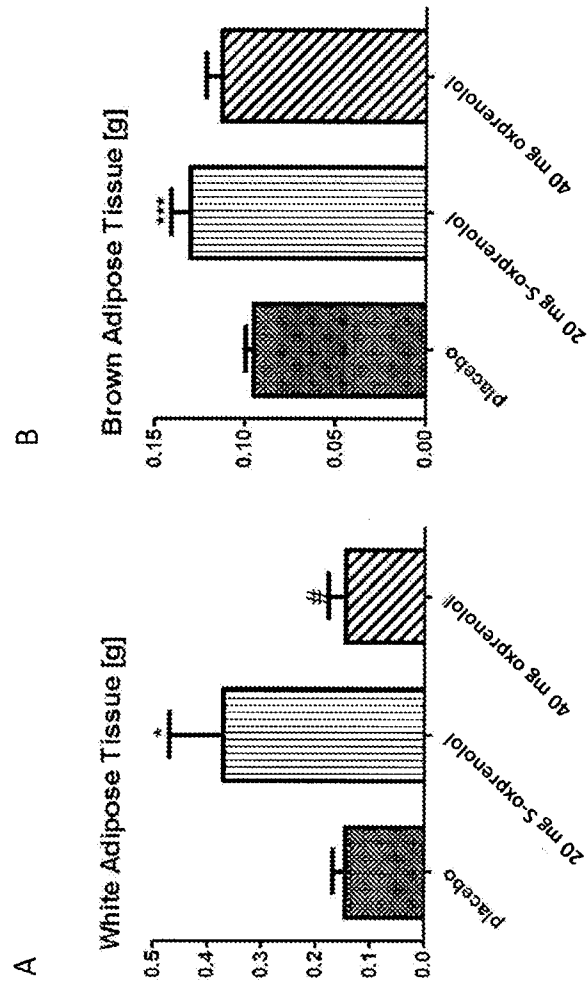 A
White Adipose Tissue [g]
0.5
0.4
0.3
0.2
0.1
0.0
*
#
placebo
20 mg S-oxprenolol
40 mg oxprenolol
B
Brown Adipose Tissue [g]
0.15
0.10
0.05
0.00
***
placebo
20 mg S-oxprenolol
40 mg oxprenolol